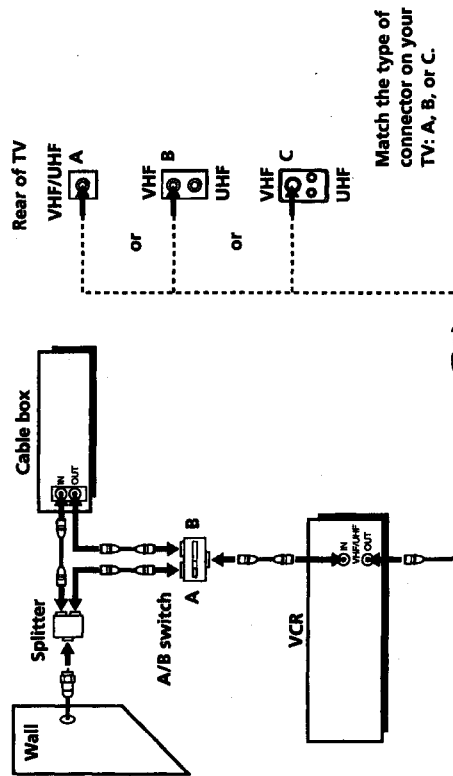 Wall
Splitter
Cable box
IN
OUT
A/B switch
A
B
VCR
IN
VHF/UHF
OUT
Rear of TV
VHF/UHF
A
or
VHF
B
UHF
or
VHF
C
UHF
Match the type of
connector on your
TV: A, B, or C.